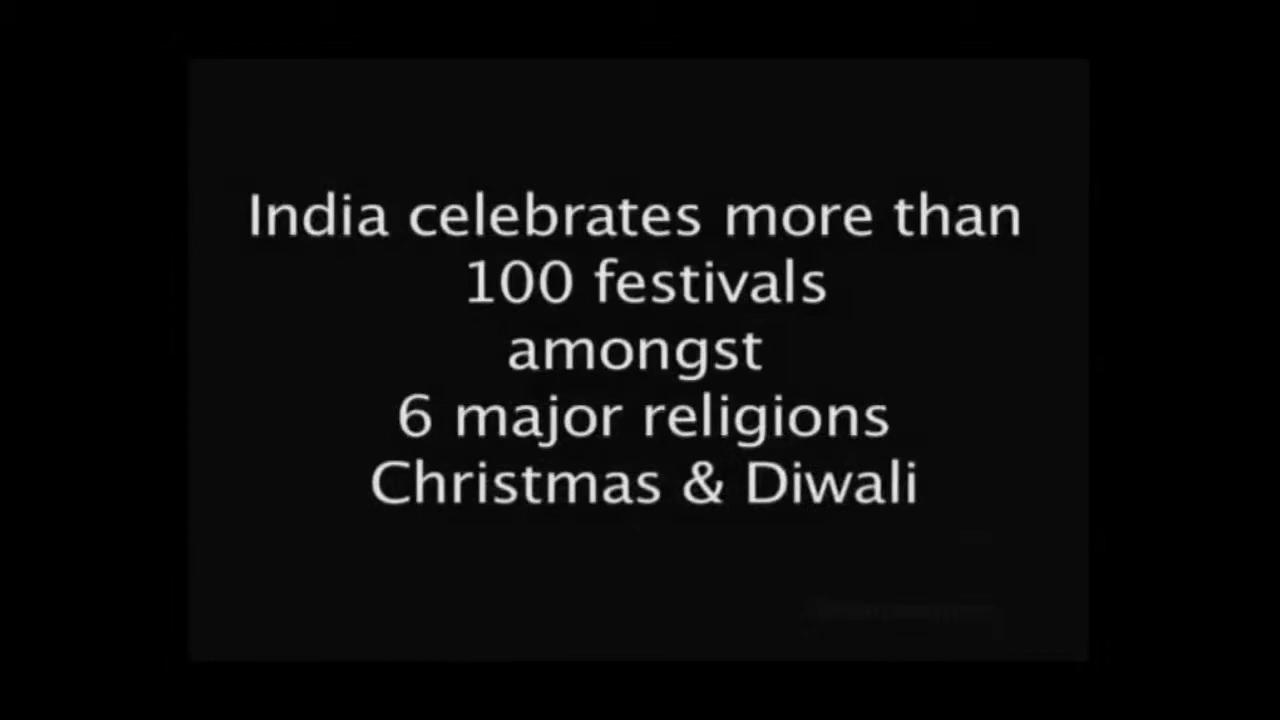 India celebrates more than
100 festivals
amongst
6 major religions
Christmas & Diwali